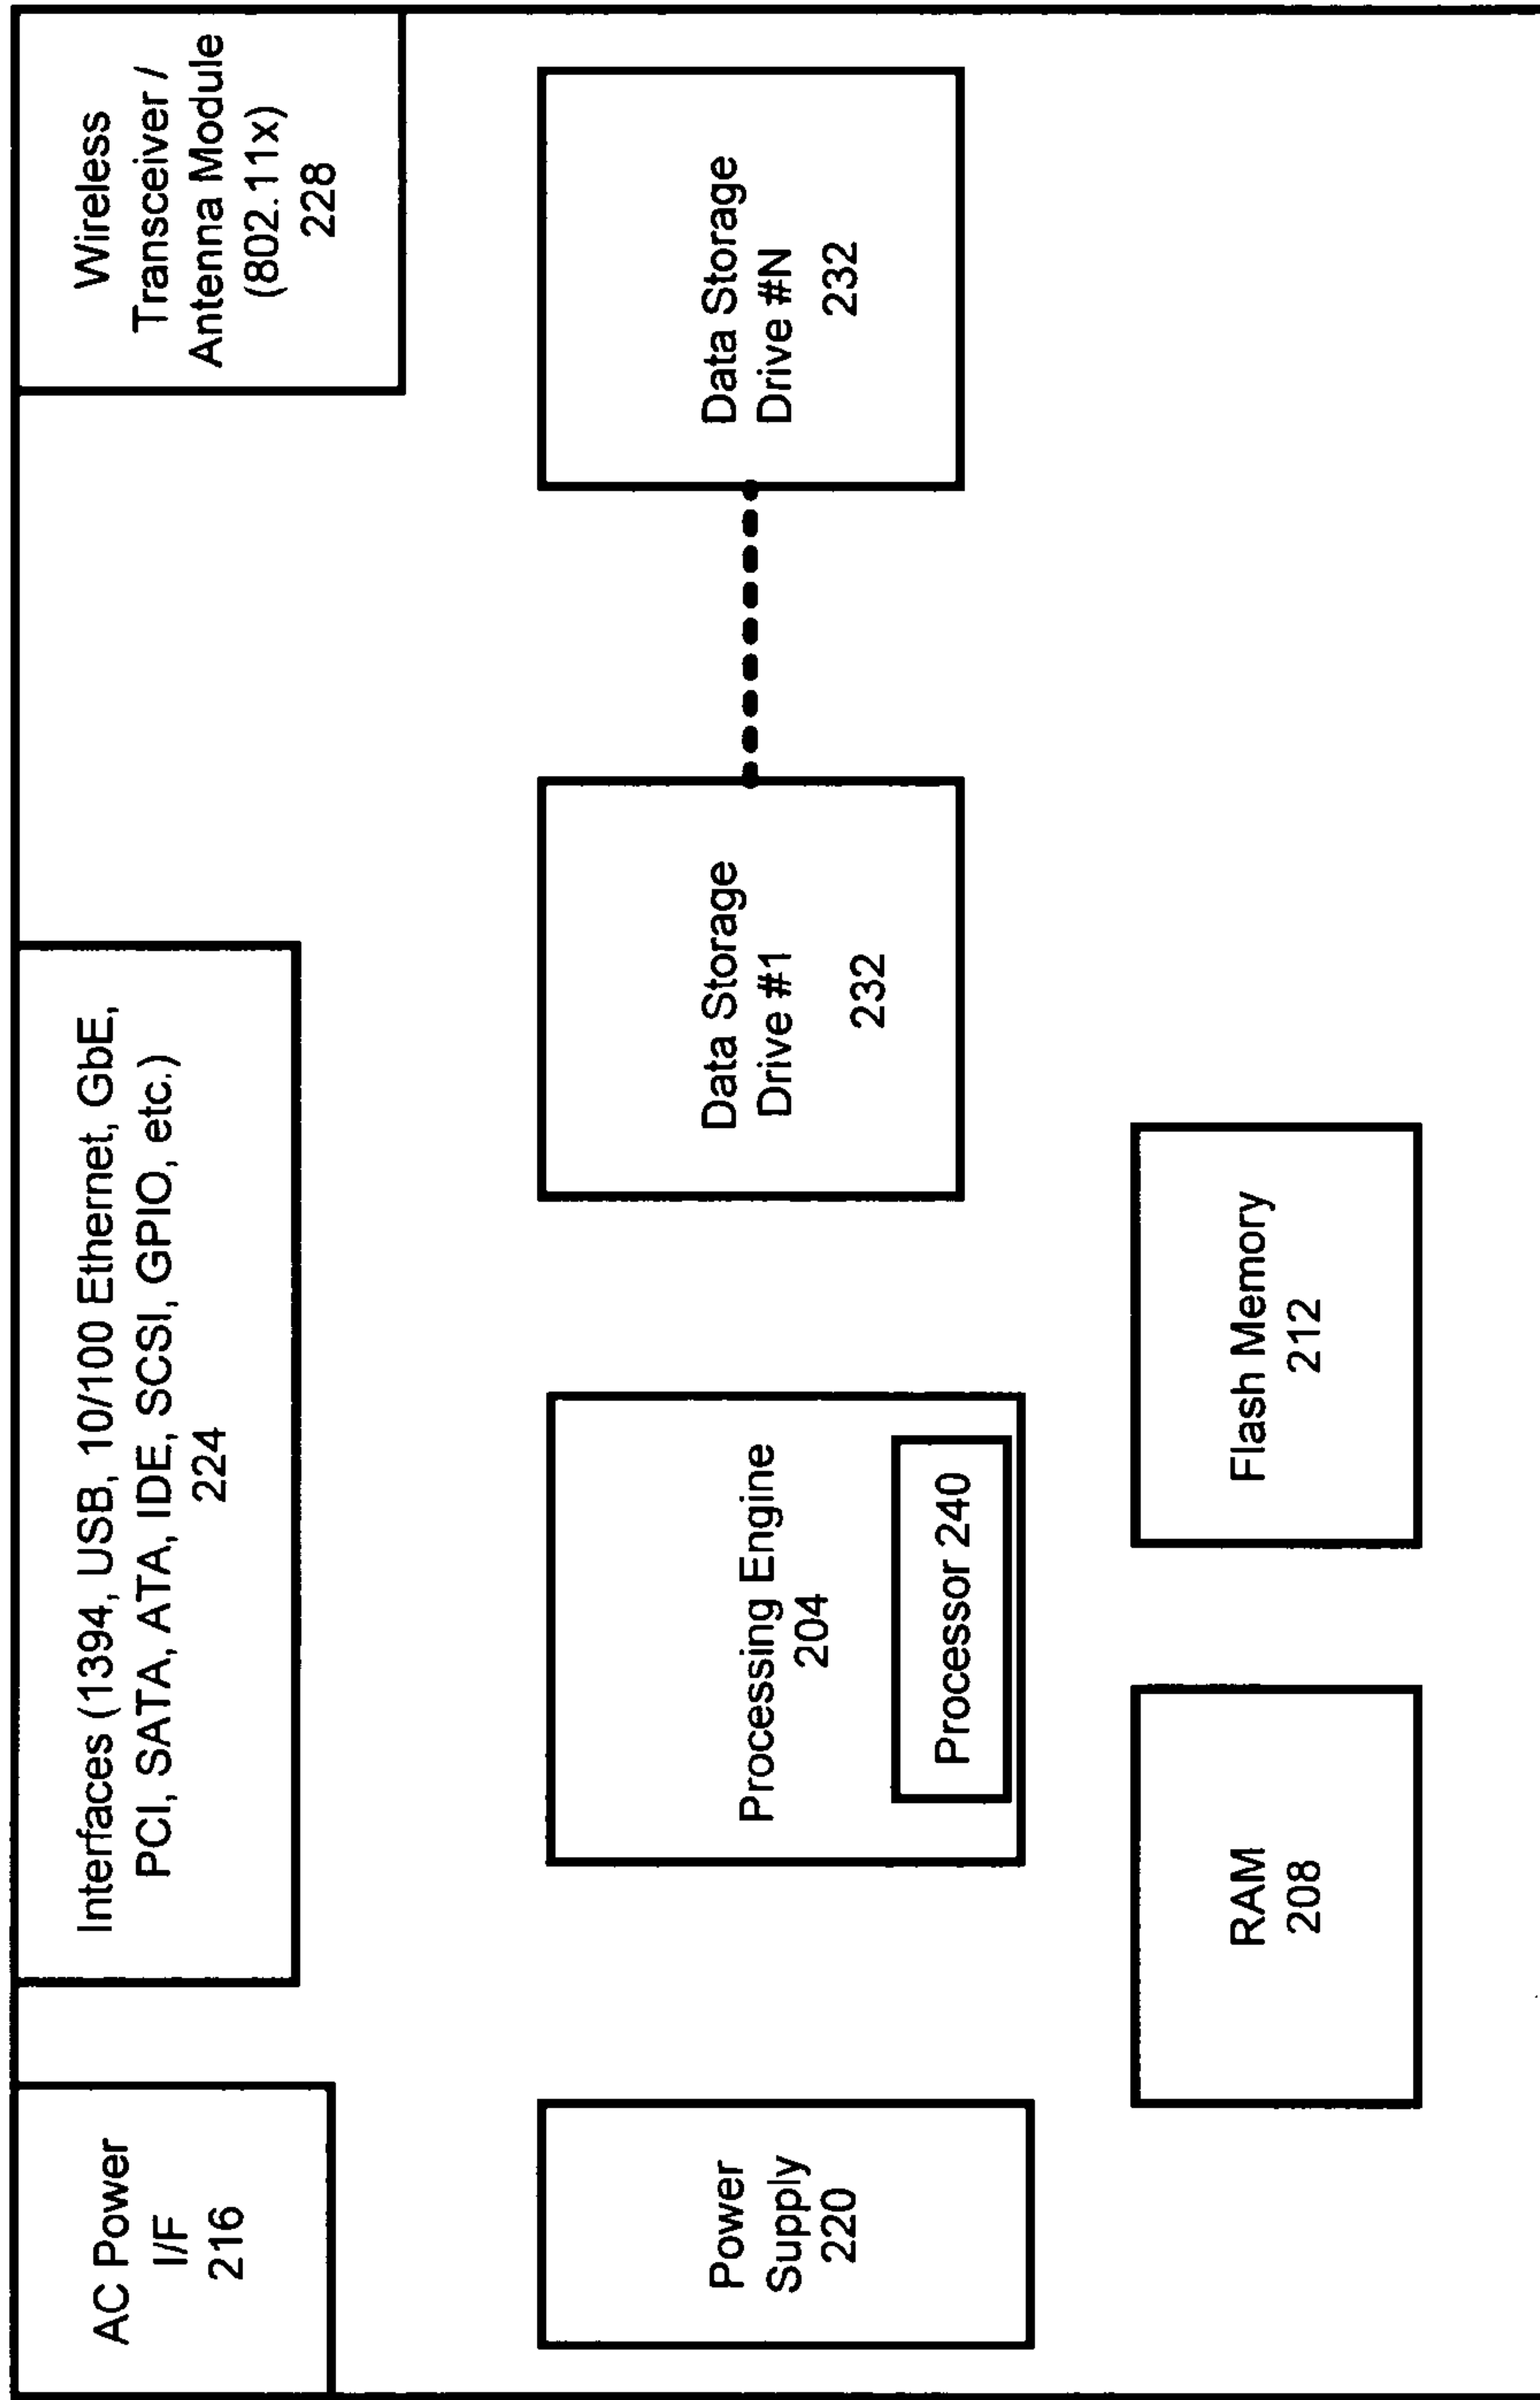 AC Power
I/F
216
Interfaces (1394, USB, 10/100 Ethernet, GbE,
PCI, SATA, ATA, IDE, SCSI, GPIO, etc.)
224
Wireless
Transceiver /
Antenna Module
(802.11x)
228
Power
Supply
220
Processing Engine
204
Processor 240
Data Storage
Drive #1
232
Data Storage
Drive #N
232
RAM
208
Flash Memory
212